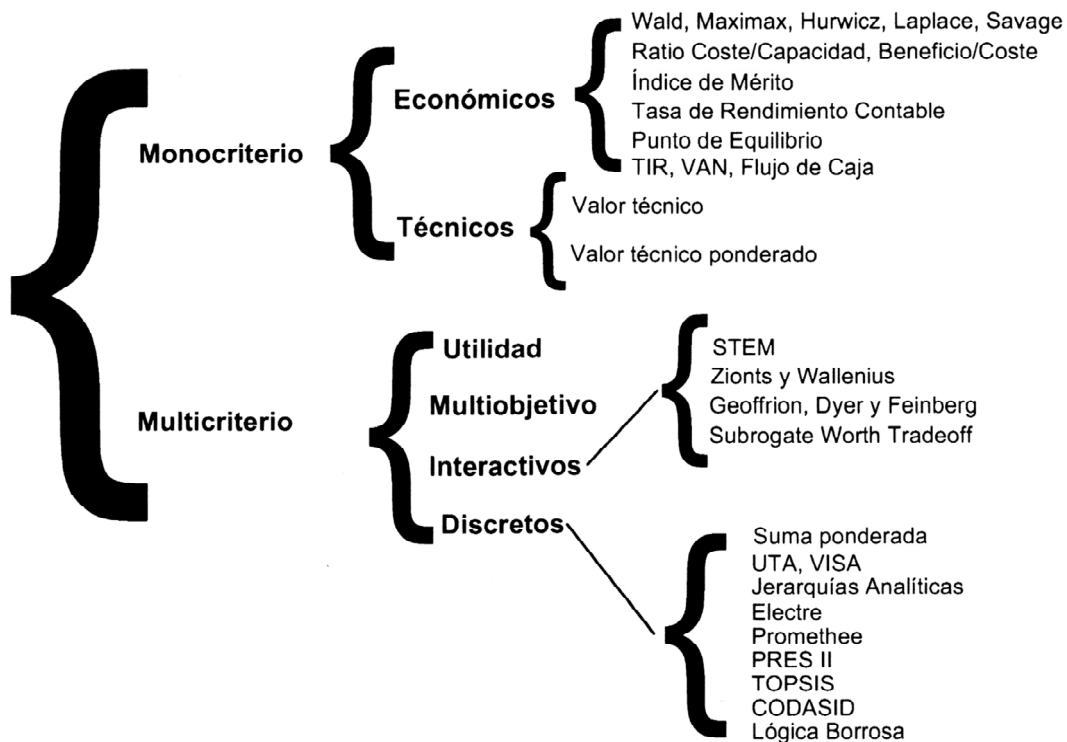 Monocriterio
Económicos
Wald, Maximax, Hurwicz, Laplace, Savage
Ratio Coste/Capacidad, Beneficio/Coste
Índice de Mérito
Tasa de Rendimiento Contable
Punto de Equilibrio
TIR, VAN, Flujo de Caja
Técnicos
Valor técnico
Valor técnico ponderado
Multicriterio
Utilidad
Multiobjetivo
Interactivos
STEM
Zionts y Wallenius
Geoffrion, Dyer y Feinberg
Subrogate Worth Tradeoff
Discretos
Suma ponderada
UTA, VISA
Jerarquías Analíticas
Electre
Promethee
PRES II
TOPSIS
CODASID
Lógica Borrosa